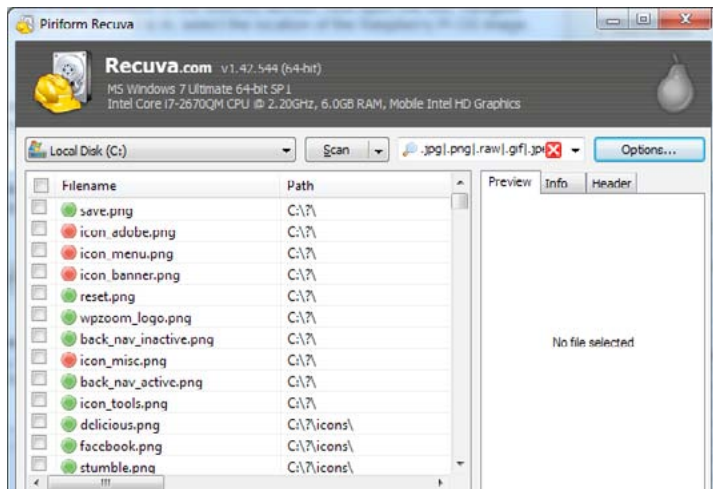 Piriform Recuva
Recuva.com v1.42.544 (64-bit)
MS Windows 7 Ultimate 64-bit SP1
Intel Core i7-2670QM CPU @ 2.20GHz, 6.0GB RAM, Mobile Intel HD Graphics
Local Disk (C:) Scan .jpg|.png|.raw|.gif|.jpe Options...
Filename Path Preview Info Header
save.png C:\?\
icon_adobe.png C:\?\
icon_menu.png C:\?\
icon_banner.png C:\?\
reset.png C:\?\
wpzoom_logo.png C:\?\
back_nav_inactive.png C:\?\
No file selected
icon_misc.png C:\?\
back_nav_active.png C:\?\
icon_tools.png C:\?\
delicious.png C:\?\icons\
facebook.png C:\?\icons\
stumble.png C:\?\icons\